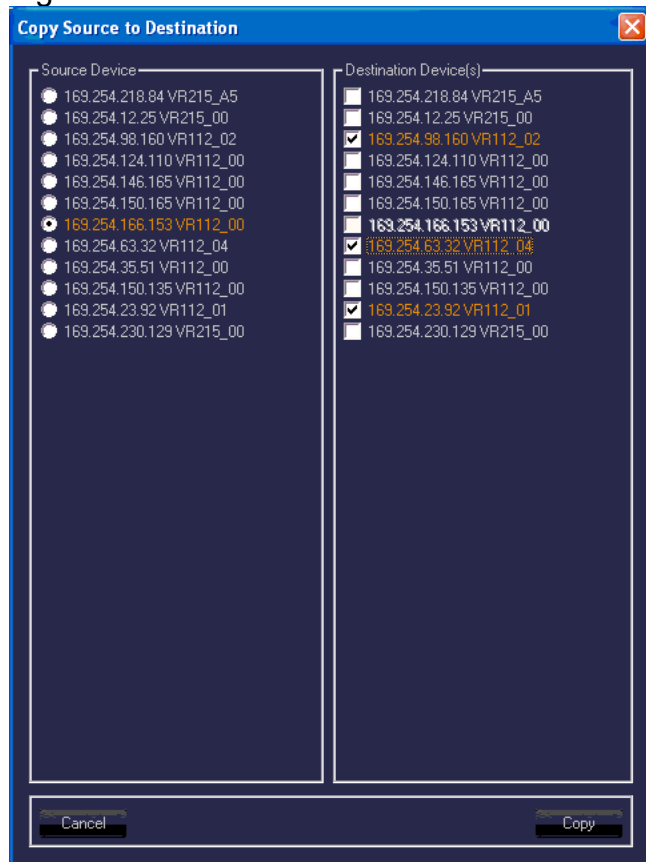 Copy Source to Destination
Source Device
169.254.218.84 VR215_A5
169.254.12.25 VR215_00
169.254.98.160 VR112_02
169.254.124.110 VR112_00
169.254.146.165 VR112_00
169.254.150.165 VR112_00
169.254.166.153 VR112_00
169.254.63.32 VR112_04
169.254.35.51 VR112_00
169.254.150.135 VR112_00
169.254.23.92 VR112_01
169.254.230.129 VR215_00
Destination Device(s)
169.254.218.84 VR215_A5
169.254.12.25 VR215_00
169.254.98.160 VR112_02
169.254.124.110 VR112_00
169.254.146.165 VR112_00
169.254.150.165 VR112_00
169.254.166.153 VR112_00
169.254.63.32 VR112_04
169.254.35.51 VR112_00
169.254.150.135 VR112_00
169.254.23.92 VR112_01
169.254.230.129 VR215_00
Cancel
Copy